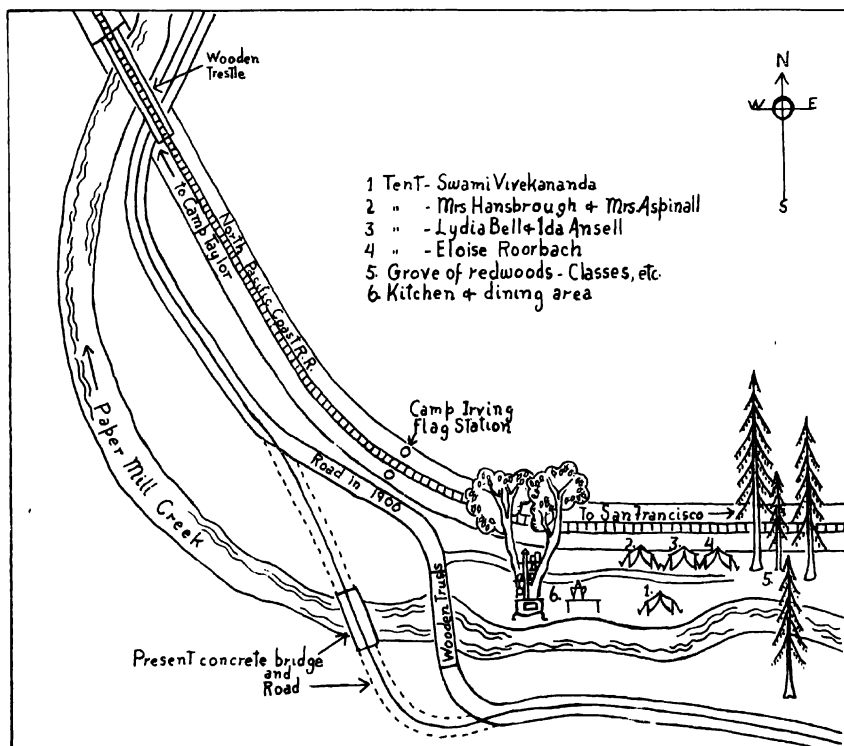 Wooden
Trestle
N
W E
S
to Camp Taylor
North Pacific Coast R.R.
1 Tent - Swami Vivekananda
2 " - Mrs Hansbrough & Mrs Aspinall
3 " - Lydia Bell & Ida Ansell
4 " - Eloise Roorbach
5. Grove of redwoods - Classes, etc.
6. Kitchen & dining area
Paper Mill Creek
Camp Irving
flag Station
Road in 1900
To San Francisco
2. 3. 4.
5.
6. 1.
Wooden Truss
Present concrete bridge
and
Road